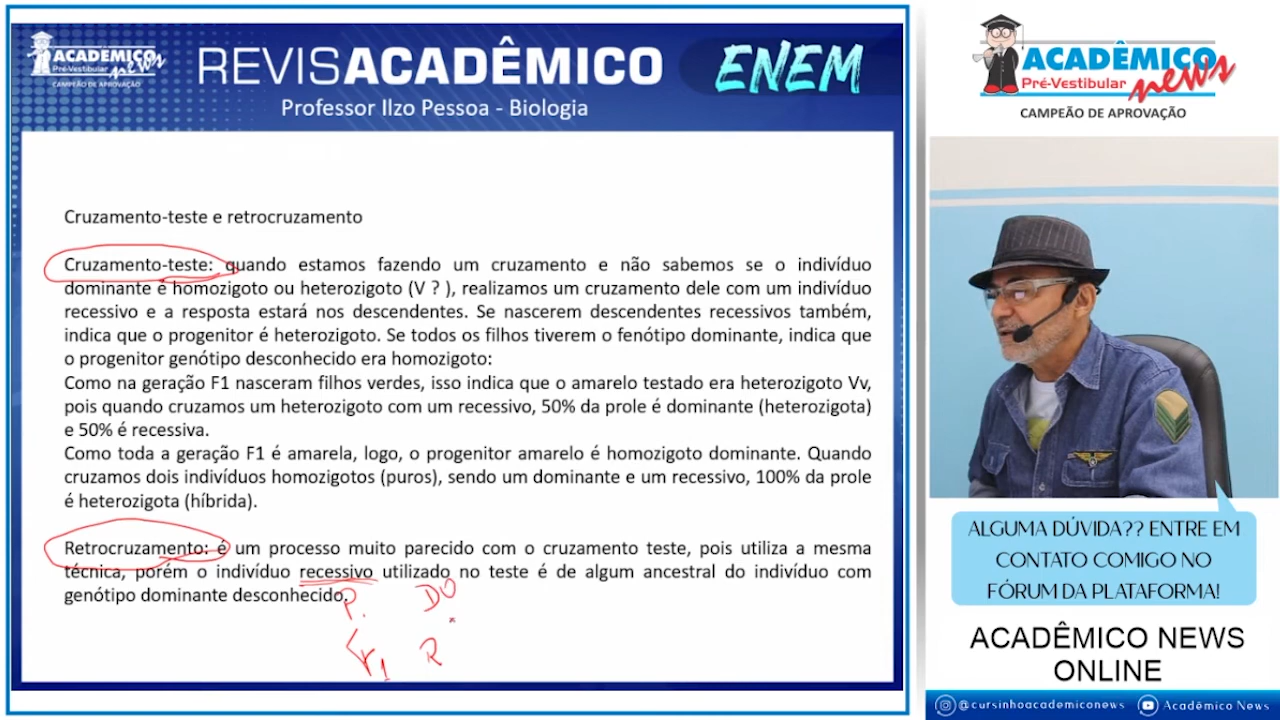 ACADÊMICO
Pré-Vestibular news
CAMPEÃO DE APROVAÇÃO
REVISACADÊMICO
ENEM
Professor Ilzo Pessoa - Biologia
Cruzamento-teste e retrocruzamento
Cruzamento-teste: quando estamos fazendo um cruzamento e não sabemos se o indivíduo
dominante é homozigoto ou heterozigoto (V ? ), realizamos um cruzamento dele com um indivíduo
recessivo e a resposta estará nos descendentes. Se nascerem descendentes recessivos também,
indica que o progenitor é heterozigoto. Se todos os filhos tiverem o fenótipo dominante, indica que
o progenitor genótipo desconhecido era homozigoto:
Como na geração F1 nasceram filhos verdes, isso indica que o amarelo testado era heterozigoto Vv,
pois quando cruzamos um heterozigoto com um recessivo, 50% da prole é dominante (heterozigota)
e 50% é recessiva.
Como toda a geração F1 é amarela, logo, o progenitor amarelo é homozigoto dominante. Quando
cruzamos dois indivíduos homozigotos (puros), sendo um dominante e um recessivo, 100% da prole
é heterozigota (híbrida).
Retrocruzamento: é um processo muito parecido com o cruzamento teste, pois utiliza a mesma
técnica, porém o indivíduo recessivo utilizado no teste é de algum ancestral do indivíduo com
genótipo dominante desconhecido.
P. DO
F1 R
ACADÊMICO
Pré-Vestibular news
CAMPEÃO DE APROVAÇÃO
ALGUMA DÚVIDA?? ENTRE EM
CONTATO COMIGO NO
FÓRUM DA PLATAFORMA!
ACADÊMICO NEWS
ONLINE
@cursinhoacademiconews Acadêmico News